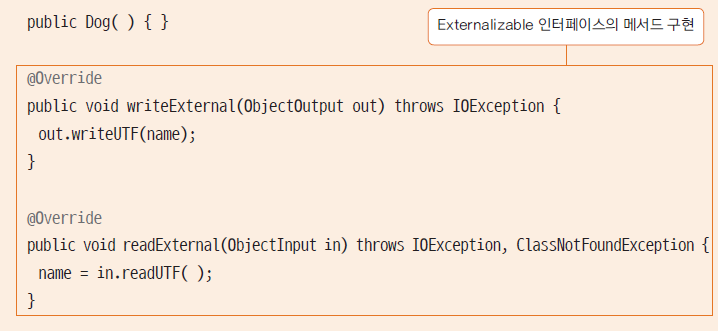 public Dog( ) { }
Externalizable 인터페이스의 메서드 구현
@Override
public void writeExternal(ObjectOutput out) throws IOException {
out.writeUTF(name);
}
@Override
public void readExternal(ObjectInput in) throws IOException, ClassNotFoundException {
name = in.readUTF( );
}